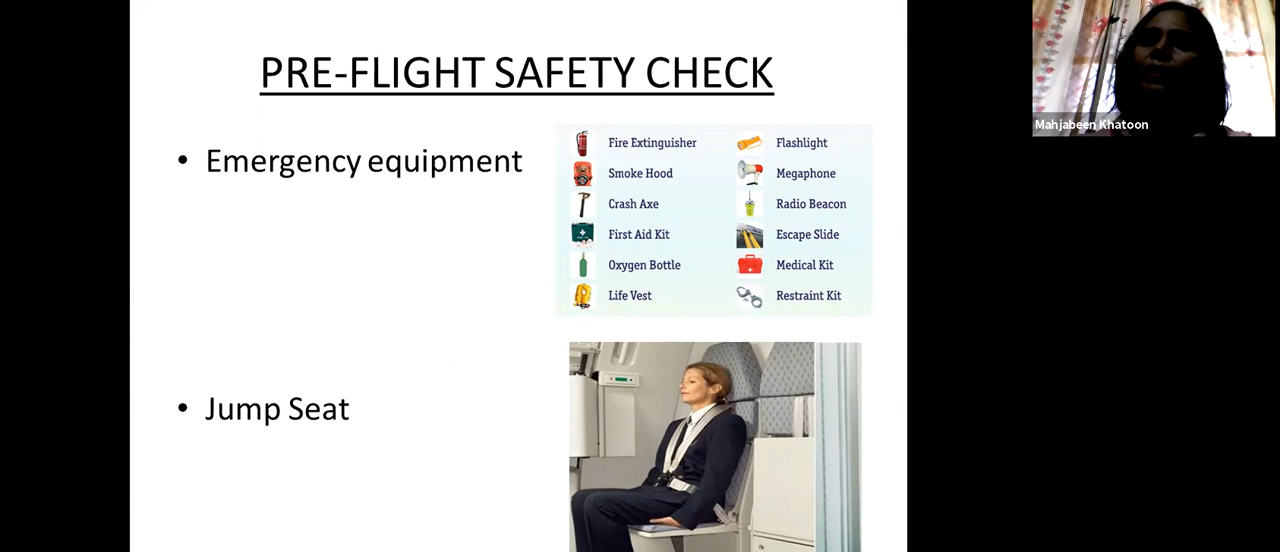 PRE-FLIGHT SAFETY CHECK
• Emergency equipment
Fire Extinguisher
Smoke Hood
Crash Axe
First Aid Kit
Oxygen Bottle
Life Vest
Flashlight
Megaphone
Radio Beacon
Escape Slide
Medical Kit
Restraint Kit
• Jump Seat
Mahjabeen Khatoon